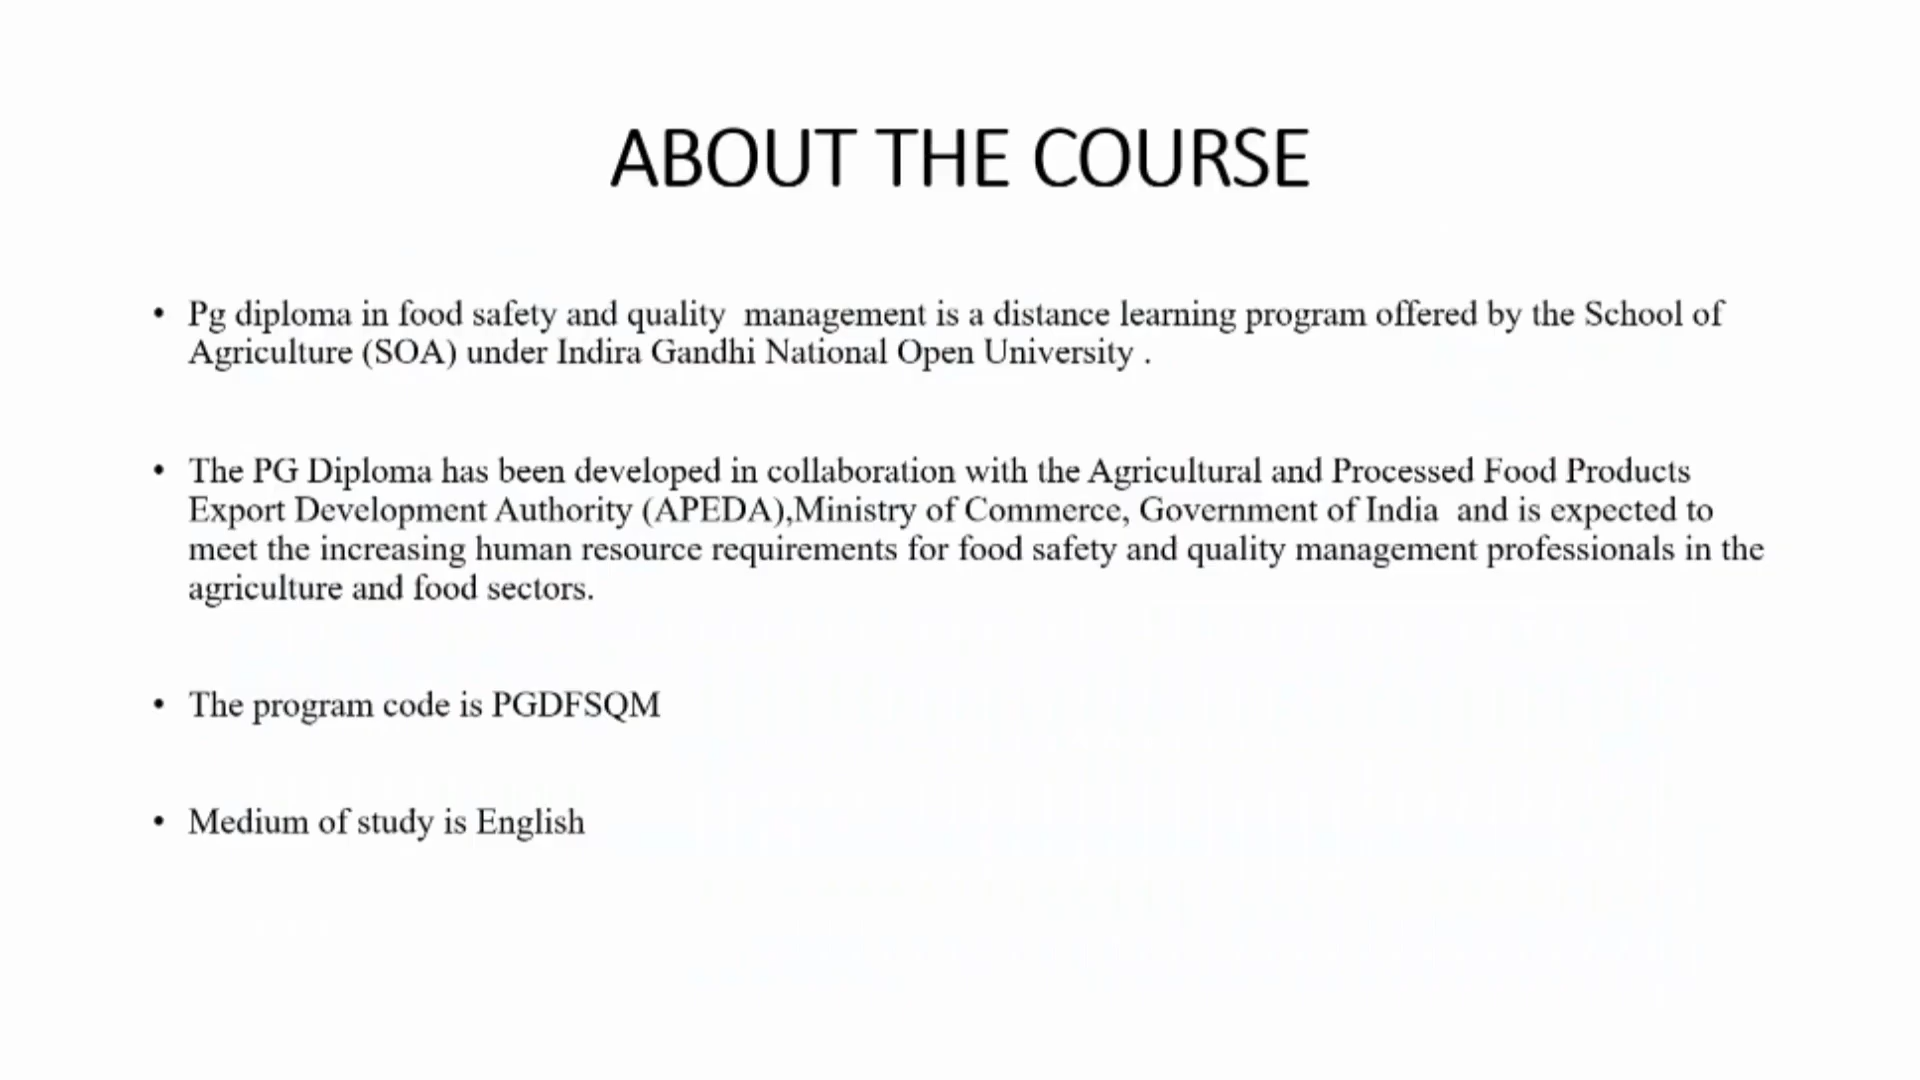 ABOUT THE COURSE
• Pg diploma in food safety and quality  management is a distance learning program offered by the School of
Agriculture (SOA) under Indira Gandhi National Open University .
• The PG Diploma has been developed in collaboration with the Agricultural and Processed Food Products
Export Development Authority (APEDA),Ministry of Commerce, Government of India  and is expected to
meet the increasing human resource requirements for food safety and quality management professionals in the
agriculture and food sectors.
• The program code is PGDFSQM
• Medium of study is English